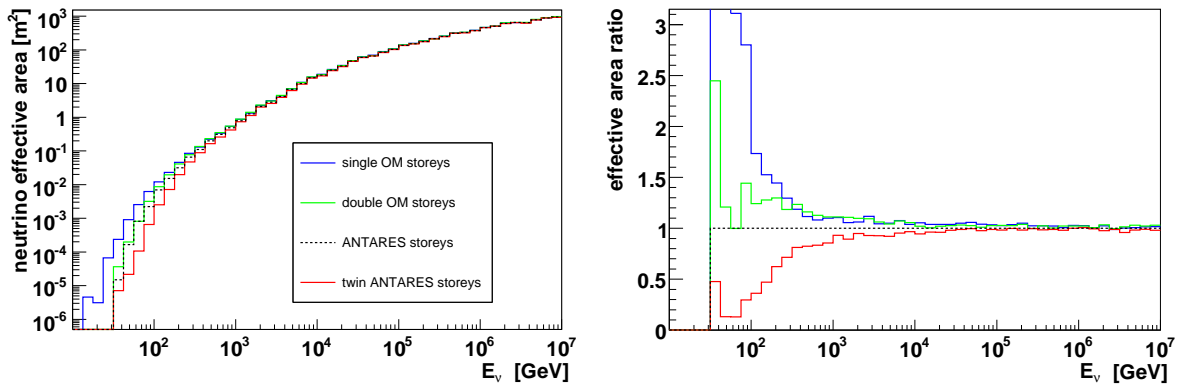 neutrino effective area [m²]
10³
10²
10
1
10⁻¹
10⁻²
10⁻³
10⁻⁴
10⁻⁵
10⁻⁶
single OM storeys
double OM storeys
ANTARES storeys
twin ANTARES storeys
10² 10³ 10⁴ 10⁵ 10⁶ 10⁷
E_ν [GeV]
effective area ratio
3
2.5
2
1.5
1
0.5
0
10² 10³ 10⁴ 10⁵ 10⁶ 10⁷
E_ν [GeV]